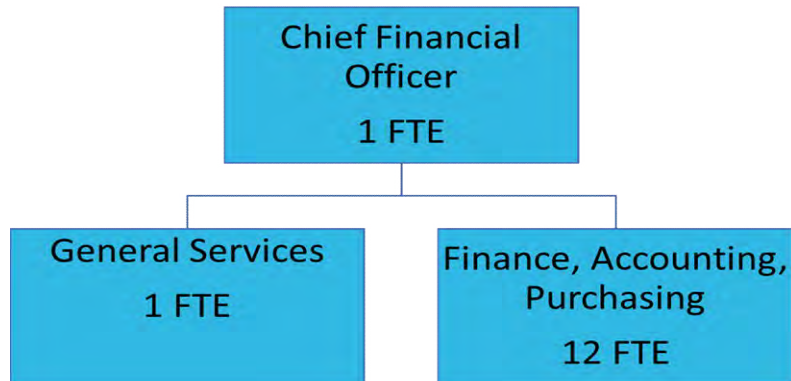 Chief Financial
Officer
1 FTE
General Services
1 FTE
Finance, Accounting,
Purchasing
12 FTE